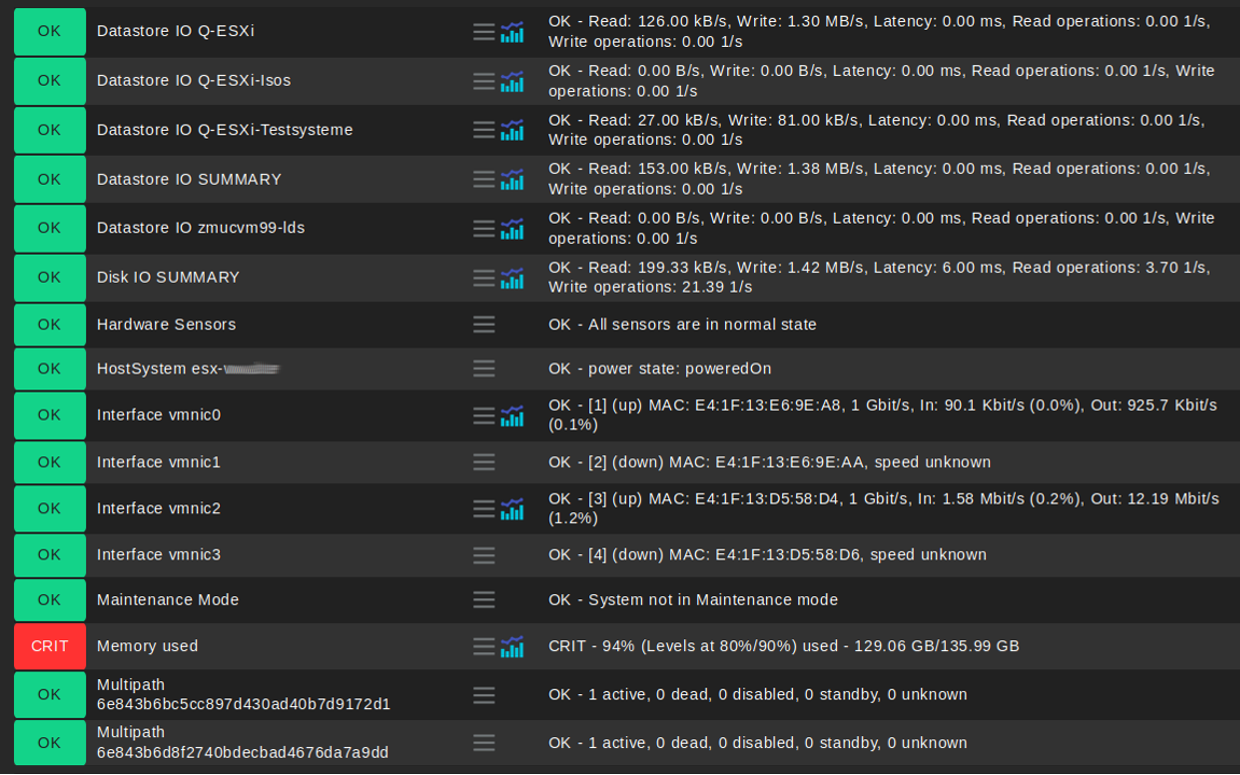 OK Datastore IO Q-ESXi OK - Read: 126.00 kB/s, Write: 1.30 MB/s, Latency: 0.00 ms, Read operations: 0.00 1/s,
Write operations: 0.00 1/s
OK Datastore IO Q-ESXi-Isos OK - Read: 0.00 B/s, Write: 0.00 B/s, Latency: 0.00 ms, Read operations: 0.00 1/s, Write
operations: 0.00 1/s
OK Datastore IO Q-ESXi-Testsysteme OK - Read: 27.00 kB/s, Write: 81.00 kB/s, Latency: 0.00 ms, Read operations: 0.00 1/s,
Write operations: 0.00 1/s
OK Datastore IO SUMMARY OK - Read: 153.00 kB/s, Write: 1.38 MB/s, Latency: 0.00 ms, Read operations: 0.00 1/s,
Write operations: 0.00 1/s
OK Datastore IO zmucvm99-lds OK - Read: 0.00 B/s, Write: 0.00 B/s, Latency: 0.00 ms, Read operations: 0.00 1/s, Write
operations: 0.00 1/s
OK Disk IO SUMMARY OK - Read: 199.33 kB/s, Write: 1.42 MB/s, Latency: 6.00 ms, Read operations: 3.70 1/s,
Write operations: 21.39 1/s
OK Hardware Sensors OK - All sensors are in normal state
OK HostSystem esx- OK - power state: poweredOn
OK Interface vmnic0 OK - [1] (up) MAC: E4:1F:13:E6:9E:A8, 1 Gbit/s, In: 90.1 Kbit/s (0.0%), Out: 925.7 Kbit/s
(0.1%)
OK Interface vmnic1 OK - [2] (down) MAC: E4:1F:13:E6:9E:AA, speed unknown
OK Interface vmnic2 OK - [3] (up) MAC: E4:1F:13:D5:58:D4, 1 Gbit/s, In: 1.58 Mbit/s (0.2%), Out: 12.19 Mbit/s
(1.2%)
OK Interface vmnic3 OK - [4] (down) MAC: E4:1F:13:D5:58:D6, speed unknown
OK Maintenance Mode OK - System not in Maintenance mode
CRIT Memory used CRIT - 94% (Levels at 80%/90%) used - 129.06 GB/135.99 GB
OK Multipath
6e843b6bc5cc897d430ad40b7d9172d1 OK - 1 active, 0 dead, 0 disabled, 0 standby, 0 unknown
OK Multipath
6e843b6d8f2740bdecbad4676da7a9dd OK - 1 active, 0 dead, 0 disabled, 0 standby, 0 unknown